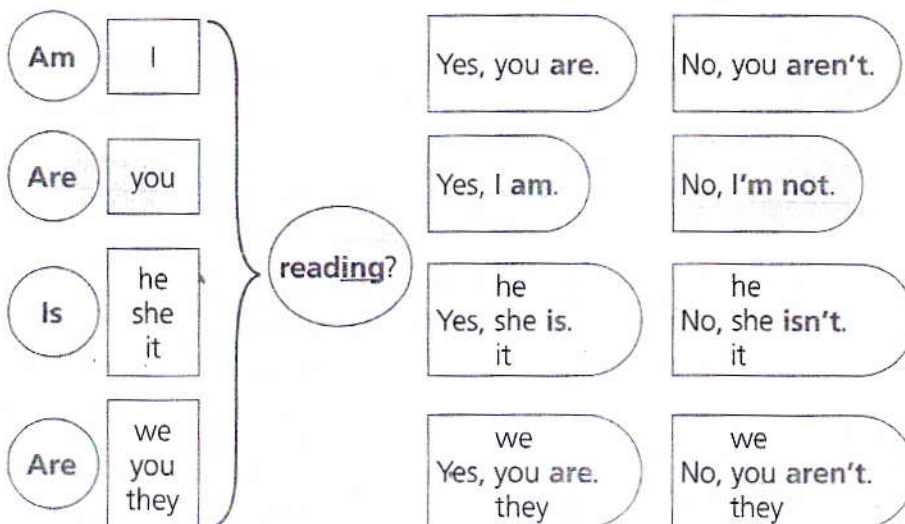 Am I Yes, you are. No, you aren't.
Are you Yes, I am. No, I'm not.
reading?
he he he
Is she Yes, she is. No, she isn't.
it it it
we we we
Are you Yes, you are. No, you aren't.
they they they